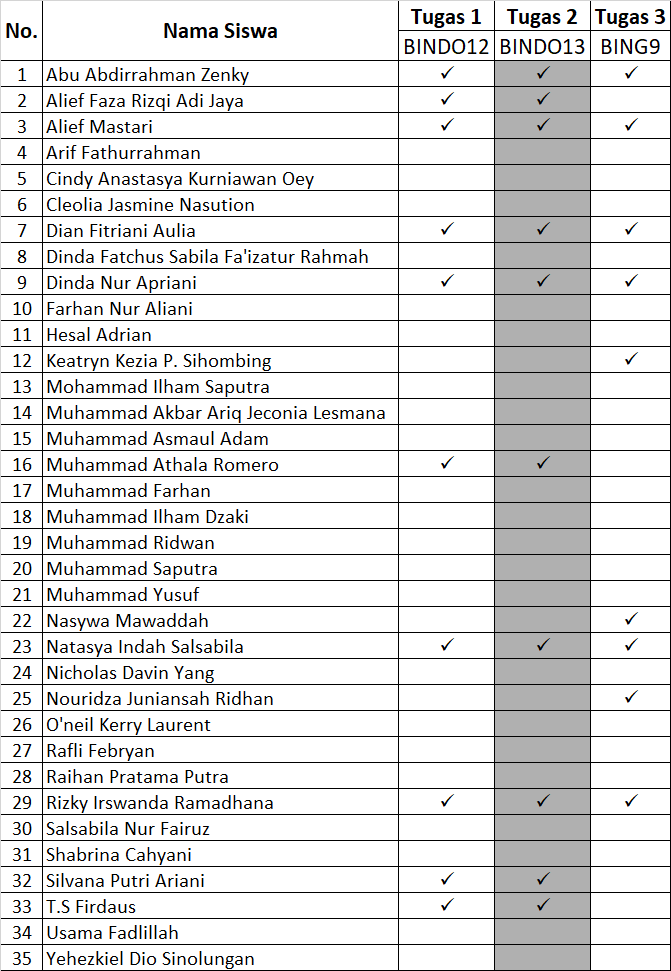 No. Nama Siswa Tugas 1 Tugas 2 Tugas 3
BINDO12 BINDO13 BING9
1 Abu Abdirrahman Zenky ✓ ✓ ✓
2 Alief Faza Rizqi Adi Jaya ✓ ✓
3 Alief Mastari ✓ ✓ ✓
4 Arif Fathurrahman
5 Cindy Anastasya Kurniawan Oey
6 Cleolia Jasmine Nasution
7 Dian Fitriani Aulia ✓ ✓ ✓
8 Dinda Fatchus Sabila Fa'izatur Rahmah
9 Dinda Nur Apriani ✓ ✓ ✓
10 Farhan Nur Aliani
11 Hesal Adrian
12 Keatryn Kezia P. Sihombing ✓
13 Mohammad Ilham Saputra
14 Muhammad Akbar Ariq Jeconia Lesmana
15 Muhammad Asmaul Adam
16 Muhammad Athala Romero ✓ ✓
17 Muhammad Farhan
18 Muhammad Ilham Dzaki
19 Muhammad Ridwan
20 Muhammad Saputra
21 Muhammad Yusuf
22 Nasywa Mawaddah ✓
23 Natasya Indah Salsabila ✓ ✓ ✓
24 Nicholas Davin Yang
25 Nouridza Juniansah Ridhan ✓
26 O'neil Kerry Laurent
27 Rafli Febryan
28 Raihan Pratama Putra
29 Rizky Irswanda Ramadhana ✓ ✓ ✓
30 Salsabila Nur Fairuz
31 Shabrina Cahyani
32 Silvana Putri Ariani ✓ ✓
33 T.S Firdaus ✓ ✓
34 Usama Fadlillah
35 Yehezkiel Dio Sinolungan